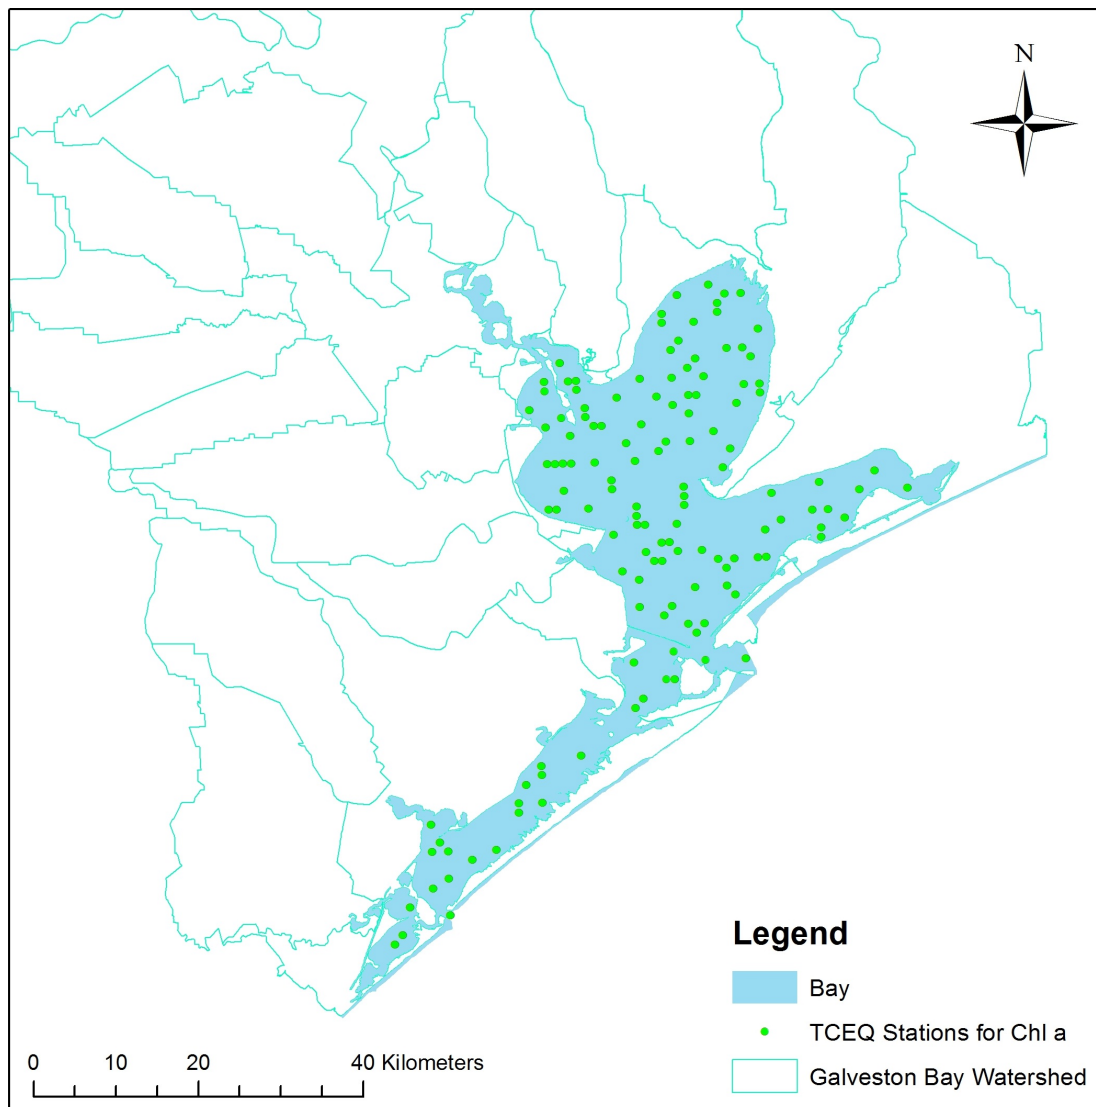 N
Legend
Bay
TCEQ Stations for Chl a
Galveston Bay Watershed
0 10 20 40 Kilometers